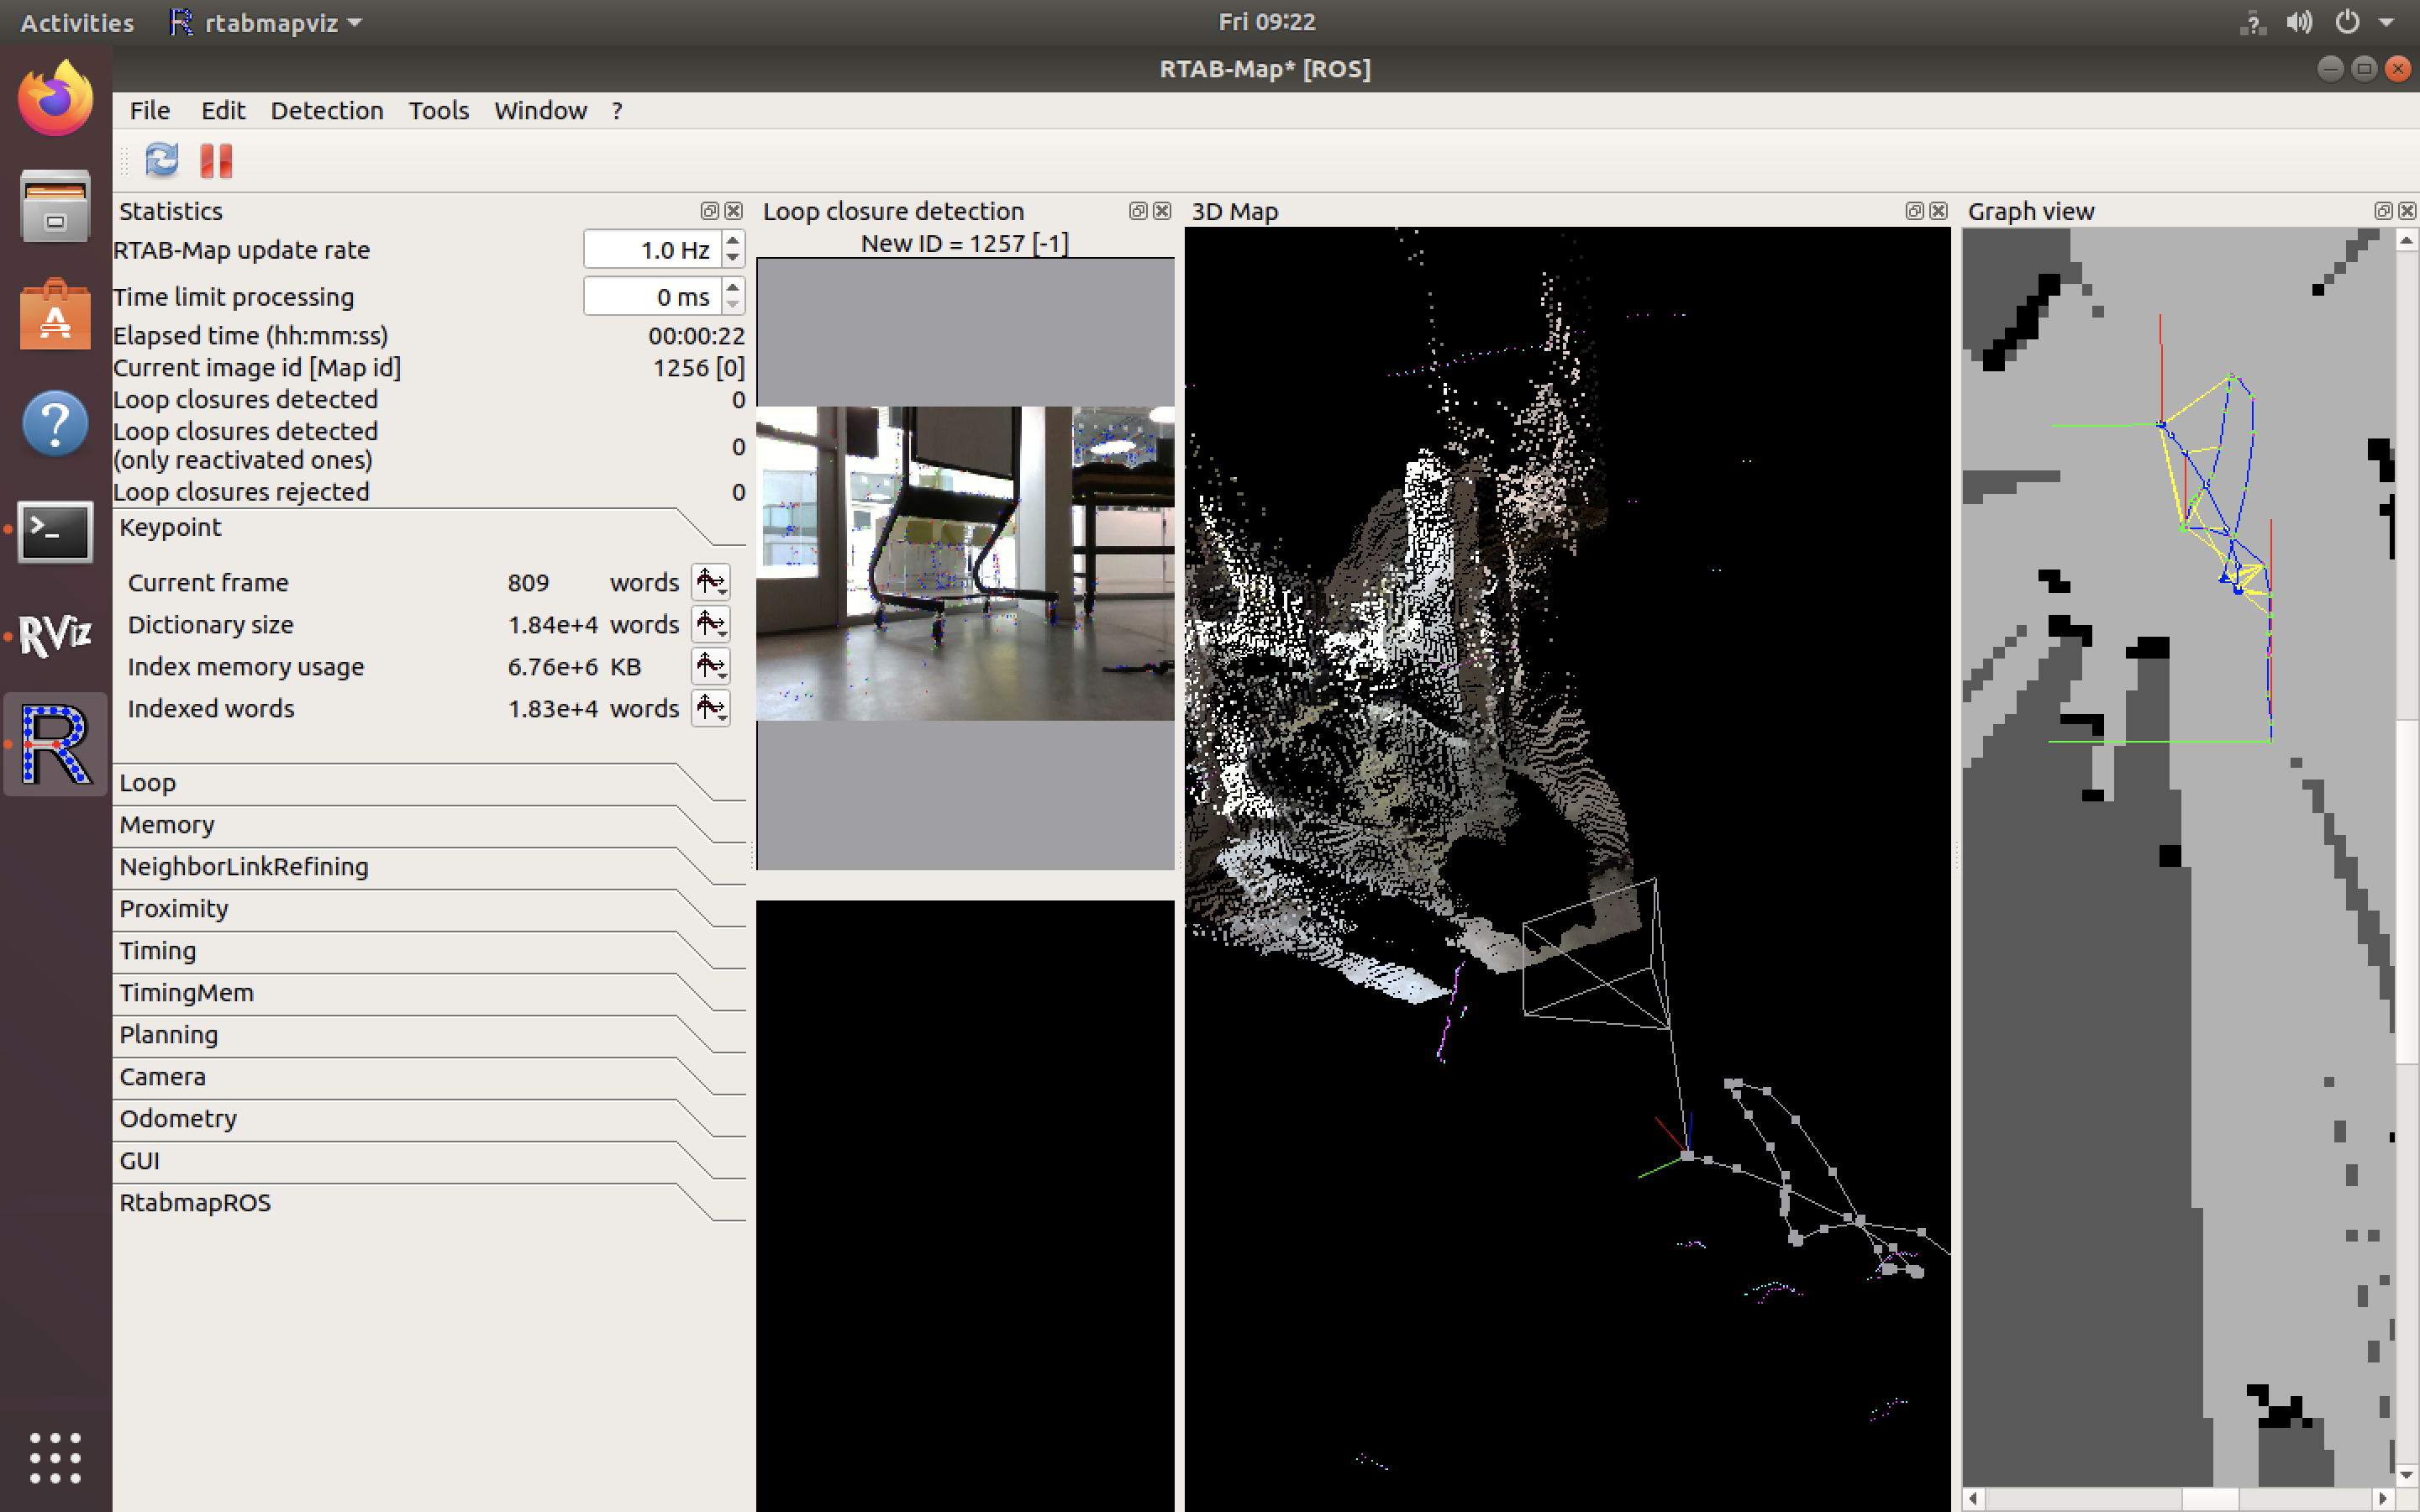 Activities rtabmapviz Fri 09:22
RTAB-Map* [ROS]
File Edit Detection Tools Window ?
Statistics
RTAB-Map update rate 1.0 Hz
Time limit processing 0 ms
Elapsed time (hh:mm:ss) 00:00:22
Current image id [Map id] 1256 [0]
Loop closures detected 0
Loop closures detected
(only reactivated ones) 0
Loop closures rejected 0
Keypoint
Current frame 809 words
Dictionary size 1.84e+4 words
Index memory usage 6.76e+6 KB
Indexed words 1.83e+4 words
Loop
Memory
NeighborLinkRefining
Proximity
Timing
TimingMem
Planning
Camera
Odometry
GUI
RtabmapROS
Loop closure detection
New ID = 1257 [-1]
3D Map
Graph view
RViz
R